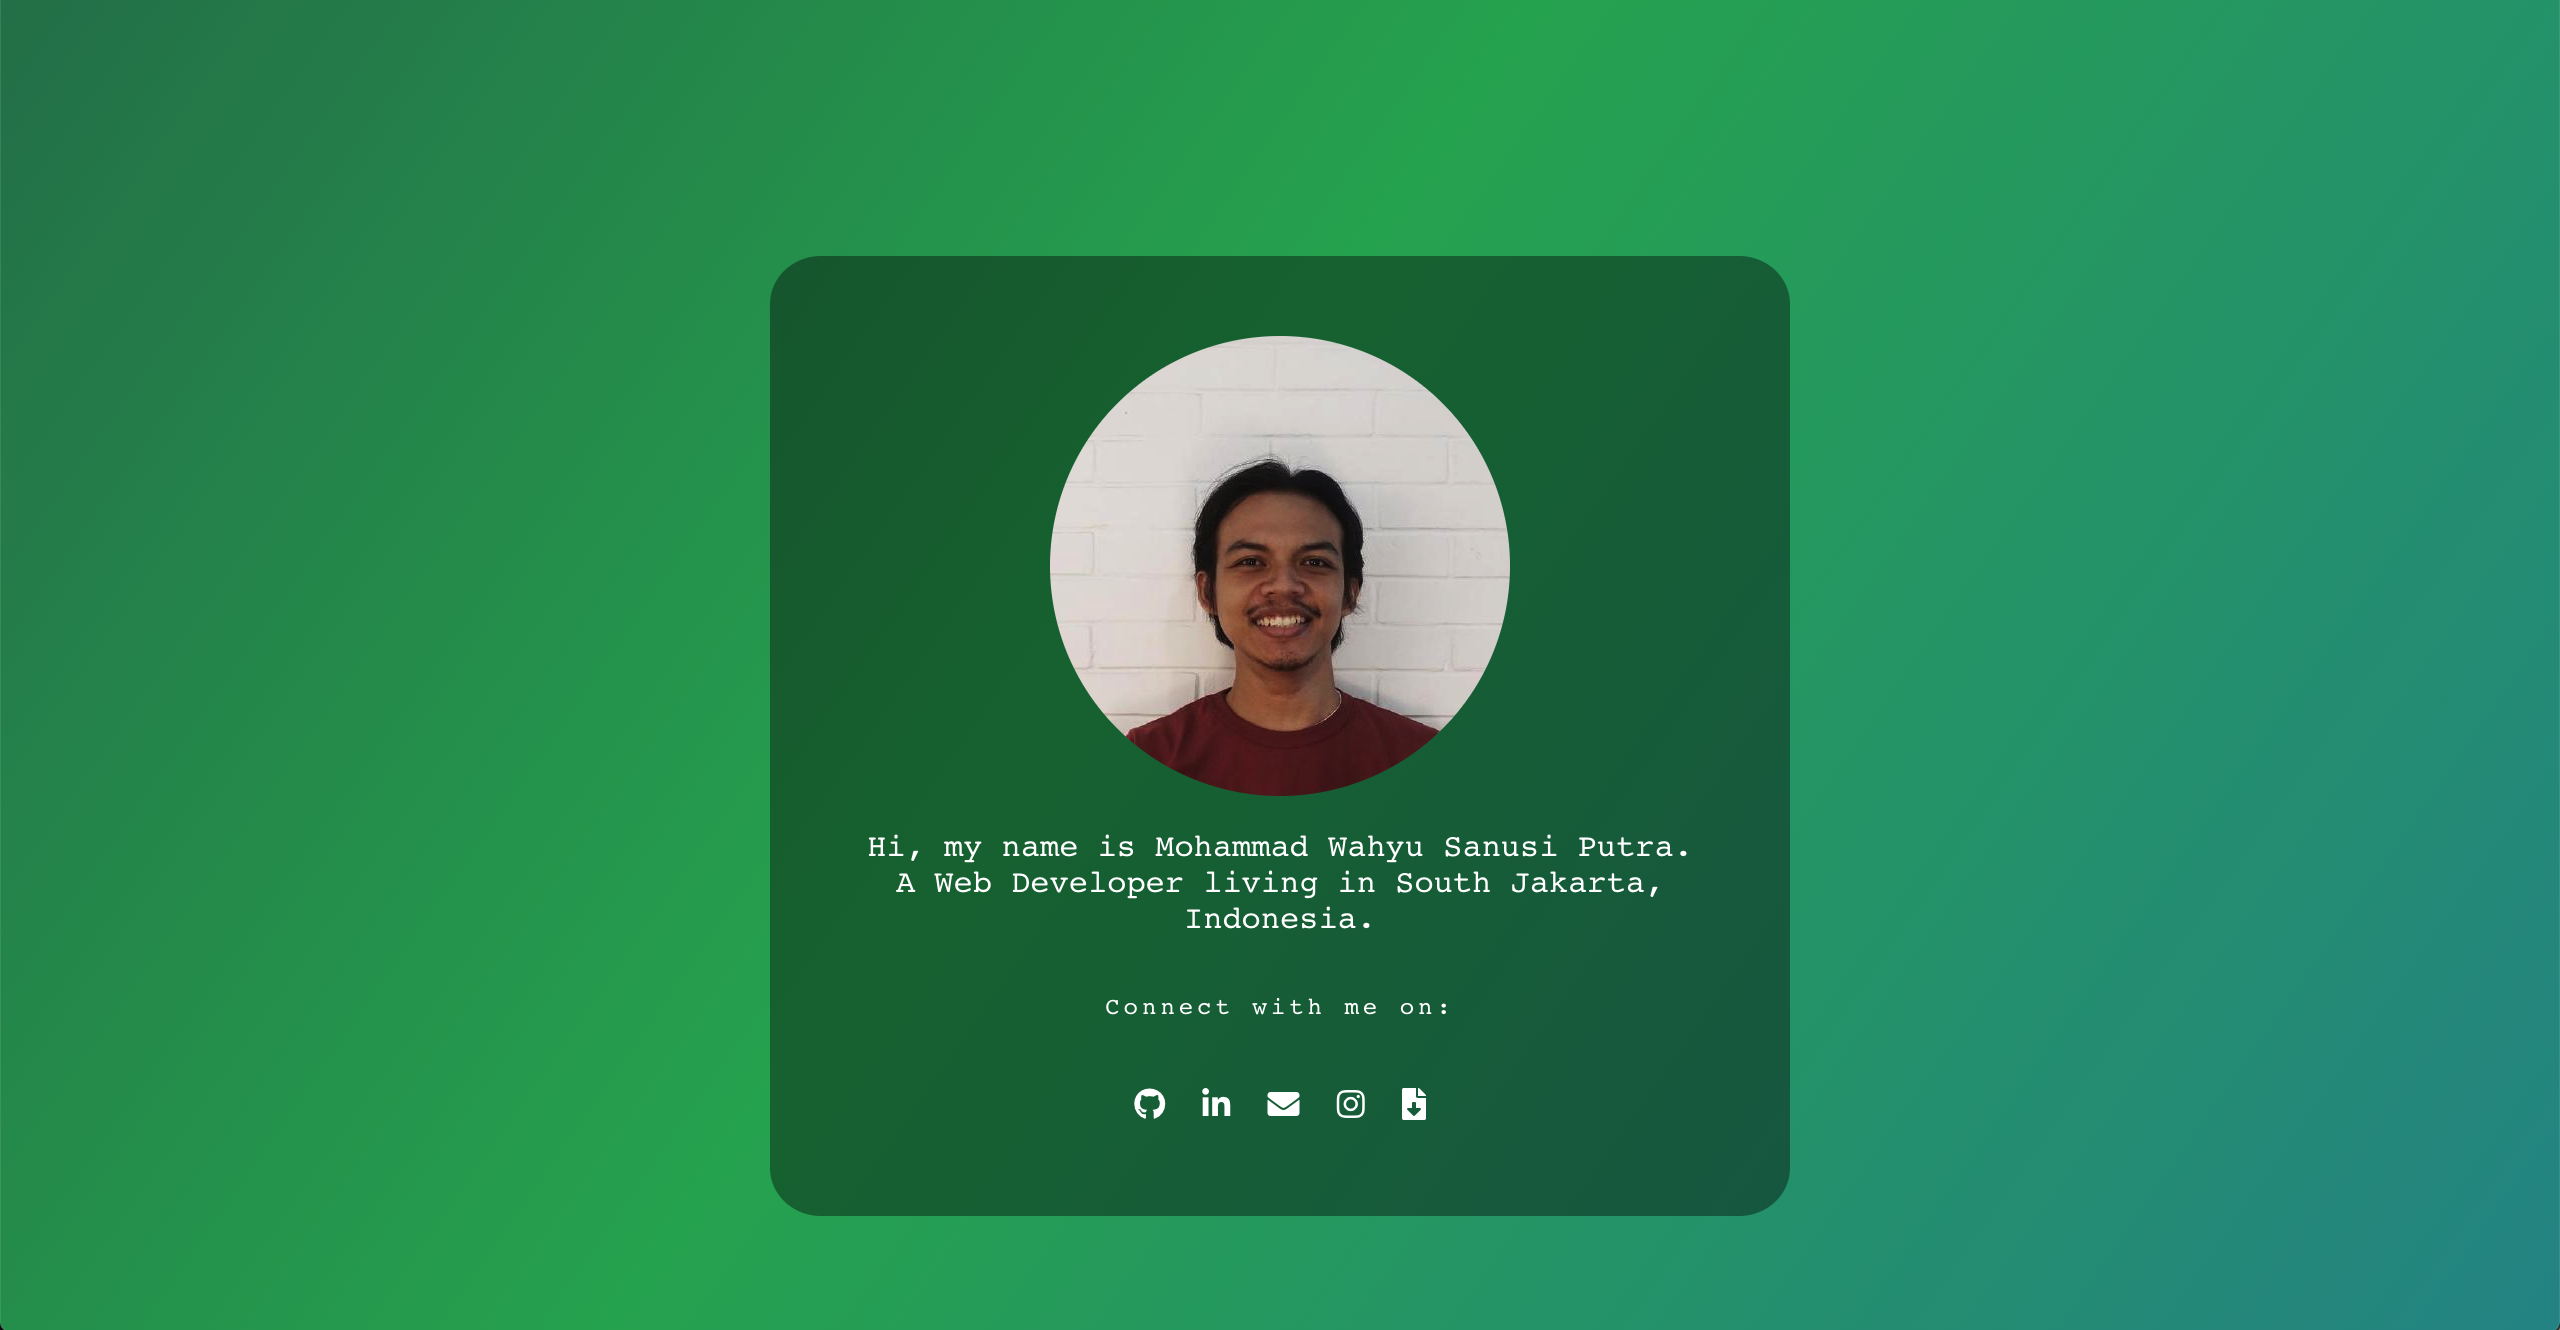 Hi, my name is Mohammad Wahyu Sanusi Putra.
A Web Developer living in South Jakarta,
Indonesia.
Connect with me on: